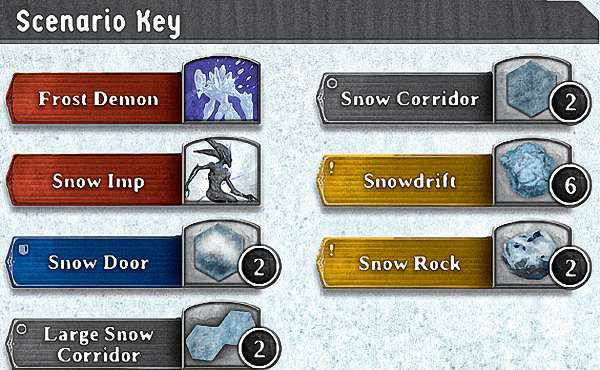 Scenario Key
Frost Demon
Snow Imp
Snow Door
2
Large Snow
Corridor
2
Snow Corridor
2
!
Snowdrift
6
!
Snow Rock
2